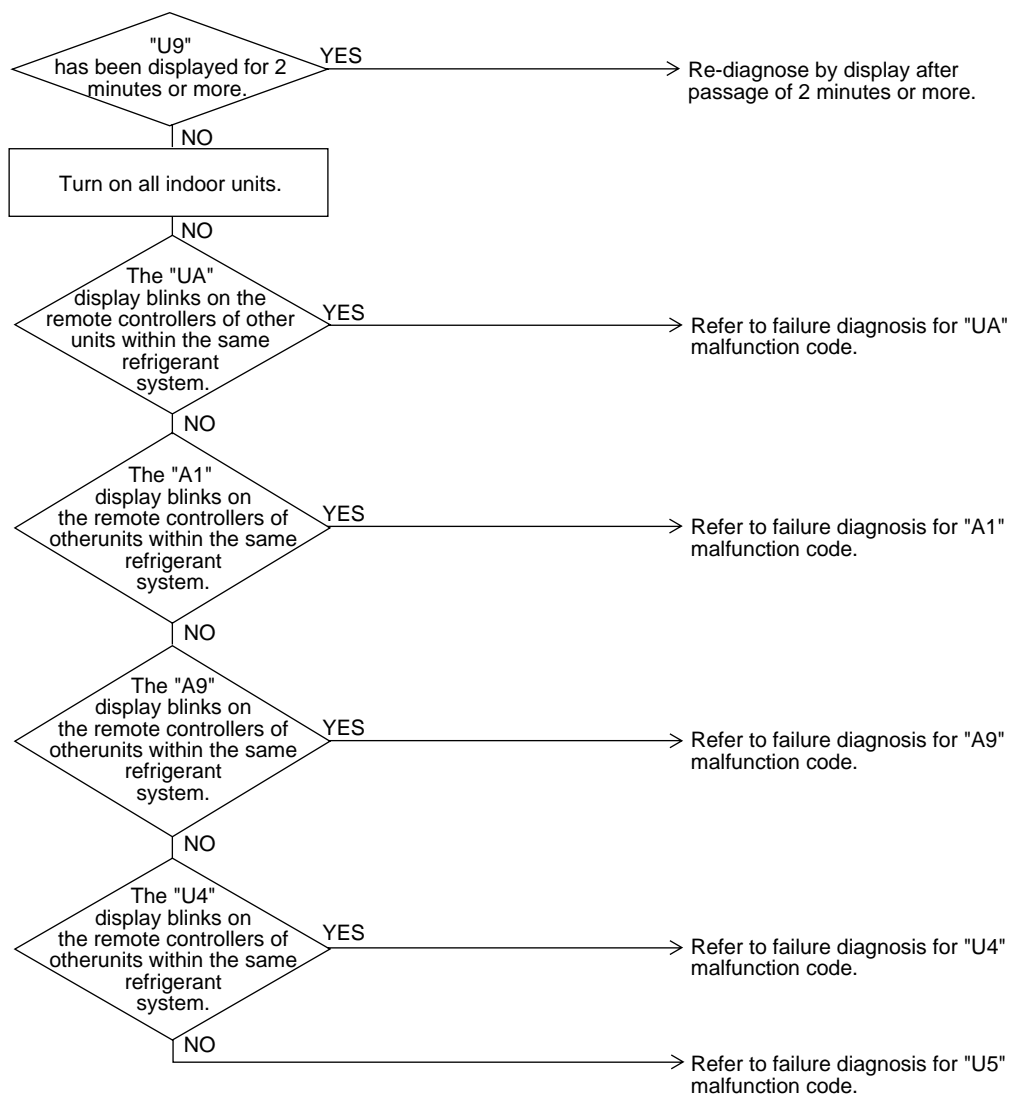 "U9"
has been displayed for 2
minutes or more.
YES
Re-diagnose by display after
passage of 2 minutes or more.
NO
Turn on all indoor units.
NO
The "UA"
display blinks on the
remote controllers of other
units within the same
refrigerant
system.
YES
Refer to failure diagnosis for "UA"
malfunction code.
NO
The "A1"
display blinks on
the remote controllers of
otherunits within the same
refrigerant
system.
YES
Refer to failure diagnosis for "A1"
malfunction code.
NO
The "A9"
display blinks on
the remote controllers of
otherunits within the same
refrigerant
system.
YES
Refer to failure diagnosis for "A9"
malfunction code.
NO
The "U4"
display blinks on
the remote controllers of
otherunits within the same
refrigerant
system.
YES
Refer to failure diagnosis for "U4"
malfunction code.
NO
Refer to failure diagnosis for "U5"
malfunction code.